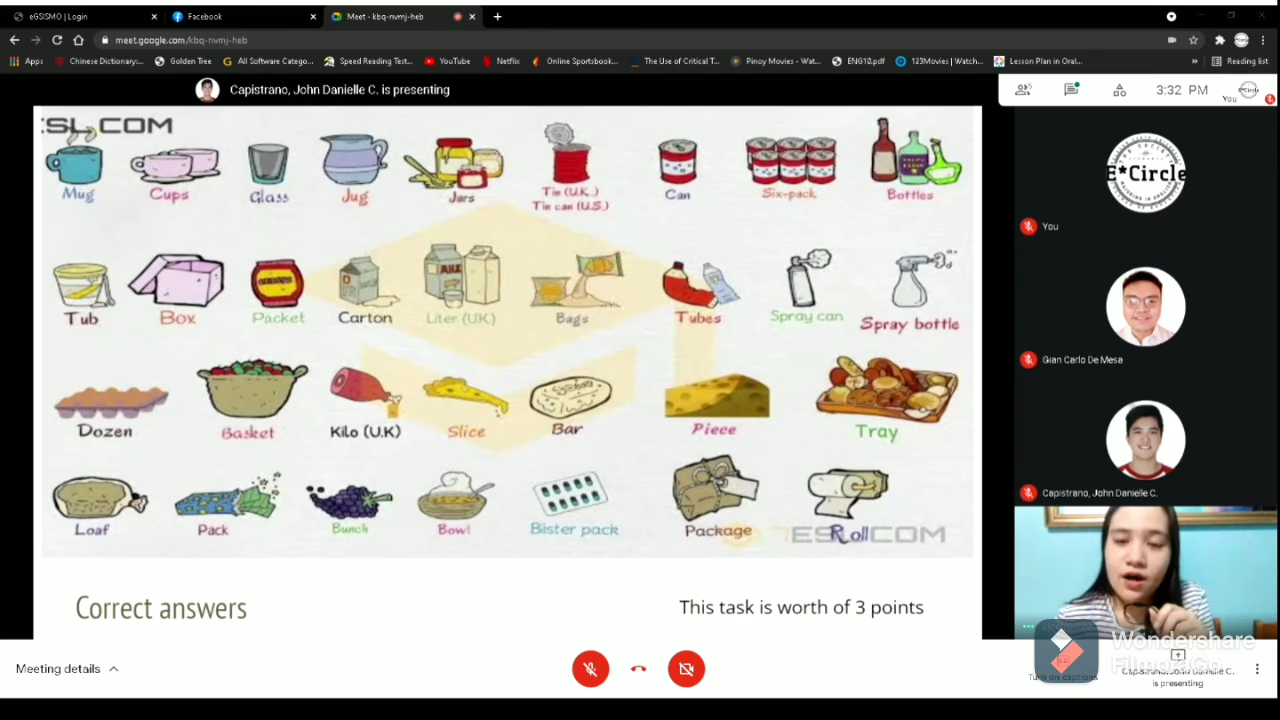 eGSISMO | Login
Facebook
Meet - kbq-nvmj-heb
meet.google.com/kbq-nvmj-heb
Apps
Chinese Dictionary:...
Golden Tree
All Software Catego...
Speed Reading Test...
YouTube
Netflix
Online Sportsbook...
The Use of Critical T...
Pinoy Movies - Wat...
ENG10.pdf
123Movies | Watch...
Lesson Plan in Oral...
Reading list
Capistrano, John Danielle C. is presenting
3:32 PM
You
ESL.COM
Mug
Cups
Glass
Jug
Jars
Tin (U.K.)
Tin can (U.S.)
Can
Six-pack
Bottles
Tub
Box
Packet
Carton
Liter (UK)
Bags
Tubes
Spray can
Spray bottle
Dozen
Basket
Kilo (U.K)
Slice
Bar
Piece
Tray
Loaf
Pack
Bunch
Bowl
Bister pack
Package
Roll
ESLCOM
Correct answers
This task is worth of 3 points
E*Circle
You
Gian Carlo De Mesa
Capistrano, John Danielle C.
Meeting details
Turn on captions
Capistrano, John Danielle C.
is presenting
Wondershare
FilmoraGo